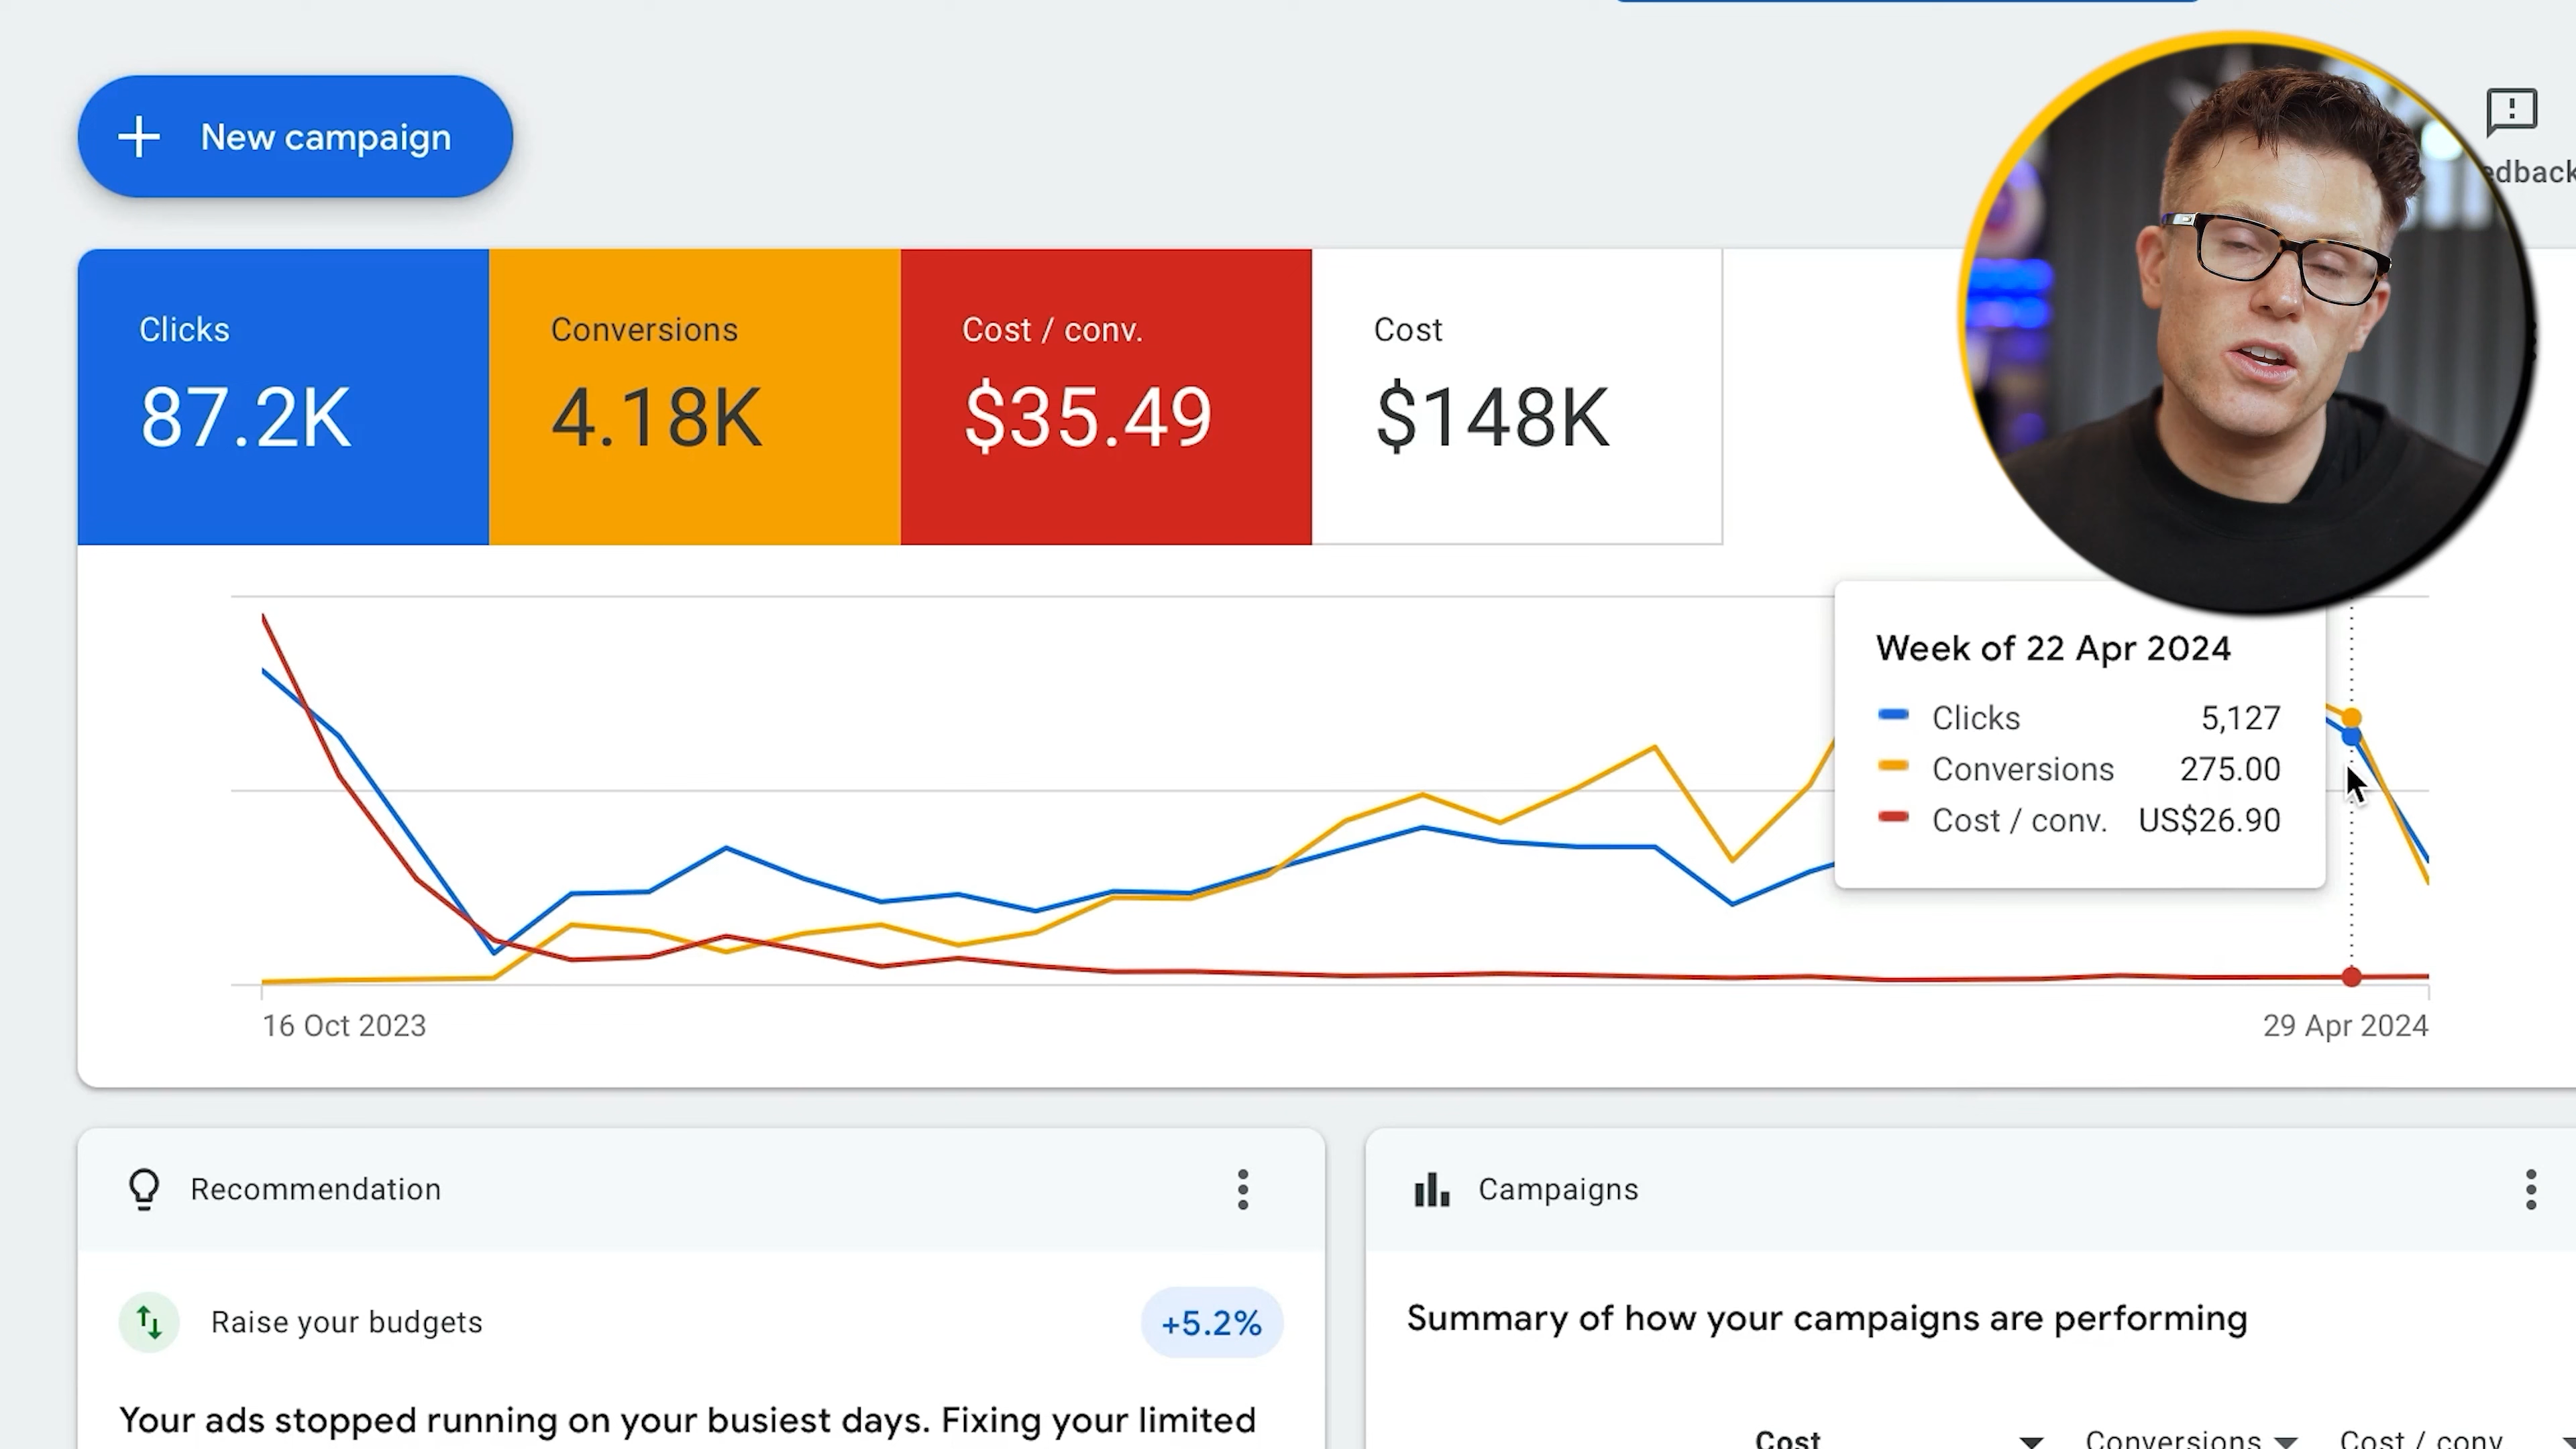 New campaign
edback
Clicks
87.2K
Conversions
4.18K
Cost / conv.
$35.49
Cost
$148K
Week of 22 Apr 2024
Clicks 5,127
Conversions 275.00
Cost / conv. US$26.90
16 Oct 2023
29 Apr 2024
Recommendation
Campaigns
Raise your budgets
+5.2%
Summary of how your campaigns are performing
Your ads stopped running on your busiest days. Fixing your limited
Cost Conversions Cost / conv.